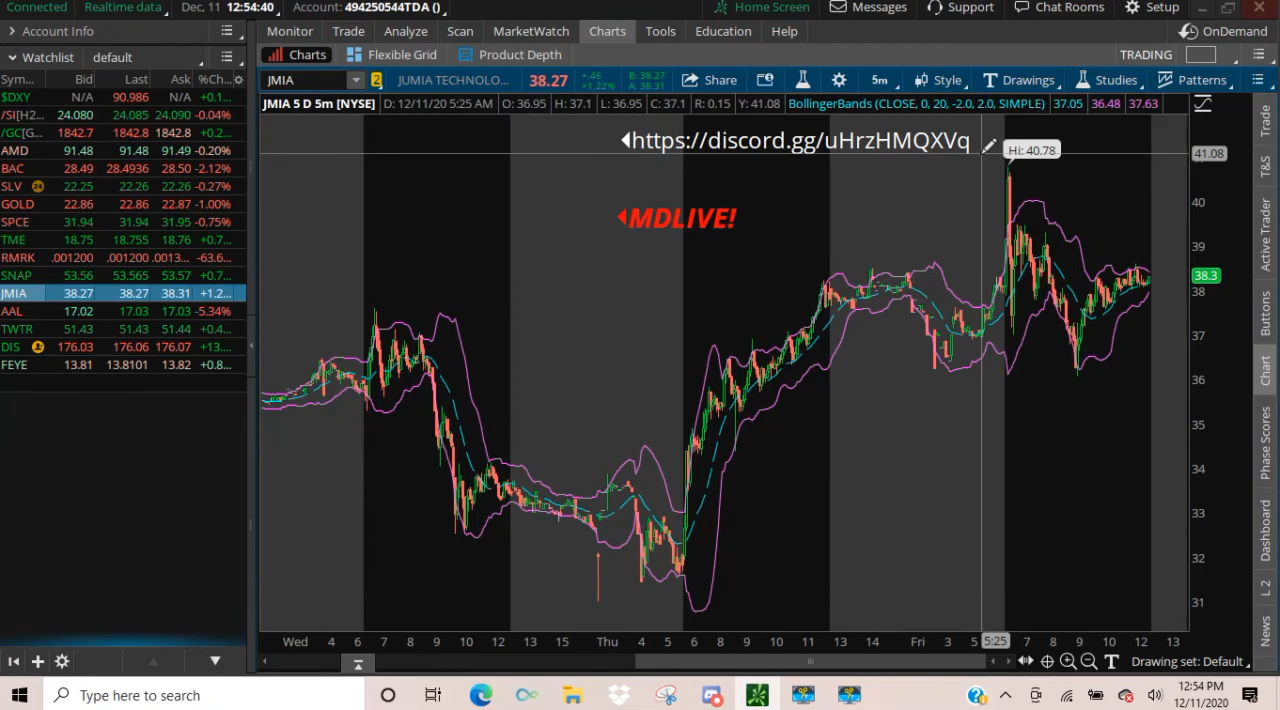 Connected Realtime data Dec, 11 12:54:40 Account: 494250544TDA () Home Screen Messages Support Chat Rooms Setup
Account Info Monitor Trade Analyze Scan MarketWatch Charts Tools Education Help OnDemand
Watchlist default Charts Flexible Grid Product Depth TRADING
Sym... Bid Last Ask %Ch...
JMIA 2 JUMIA TECHNOLO... 38.27 +.46 +1.22% B: 38.27 A: 38.31 Share 5m Style Drawings Studies Patterns
$DXY N/A 90.986 N/A +0.1...
/SI[H2... 24.080 24.085 24.090 -0.04%
/GC[G... 1842.7 1842.7 1842.8 +0.2...
AMD 91.48 91.48 91.49 -0.20%
BAC 28.49 28.4936 28.50 -2.12%
SLV 24 22.25 22.26 22.26 -0.27%
GOLD 22.86 22.86 22.87 -1.00%
SPCE 31.94 31.94 31.95 -0.75%
TME 18.75 18.755 18.76 +0.7...
RMRK .001200 .001200 .0013... -63.6...
SNAP 53.56 53.565 53.57 +0.7...
JMIA 38.27 38.27 38.31 +1.2...
AAL 17.02 17.03 17.03 -5.34%
TWTR 51.43 51.43 51.44 +0.4...
DIS 176.03 176.06 176.07 +13....
FEYE 13.81 13.8101 13.82 +0.8...
JMIA 5 D 5m [NYSE] D: 12/11/20 5:25 AM O: 36.95 H: 37.1 L: 36.95 C: 37.1 R: 0.15 Y: 41.08 BollingerBands (CLOSE, 0, 20, -2.0, 2.0, SIMPLE) 37.05 36.48 37.63
https://discord.gg/uHrzHMQXVq
Hi: 40.78
MDLIVE!
41.08
40
39
38.3
38
37
36
35
34
33
32
31
Wed 4 6 7 8 9 10 12 13 15 Thu 4 5 6 8 9 10 11 13 14 Fri 3 5 5:25 7 8 9 10 12 13
Trade
T&S
Active Trader
Buttons
Chart
Phase Scores
Dashboard
L 2
News
Drawing set: Default
Type here to search
12:54 PM
12/11/2020